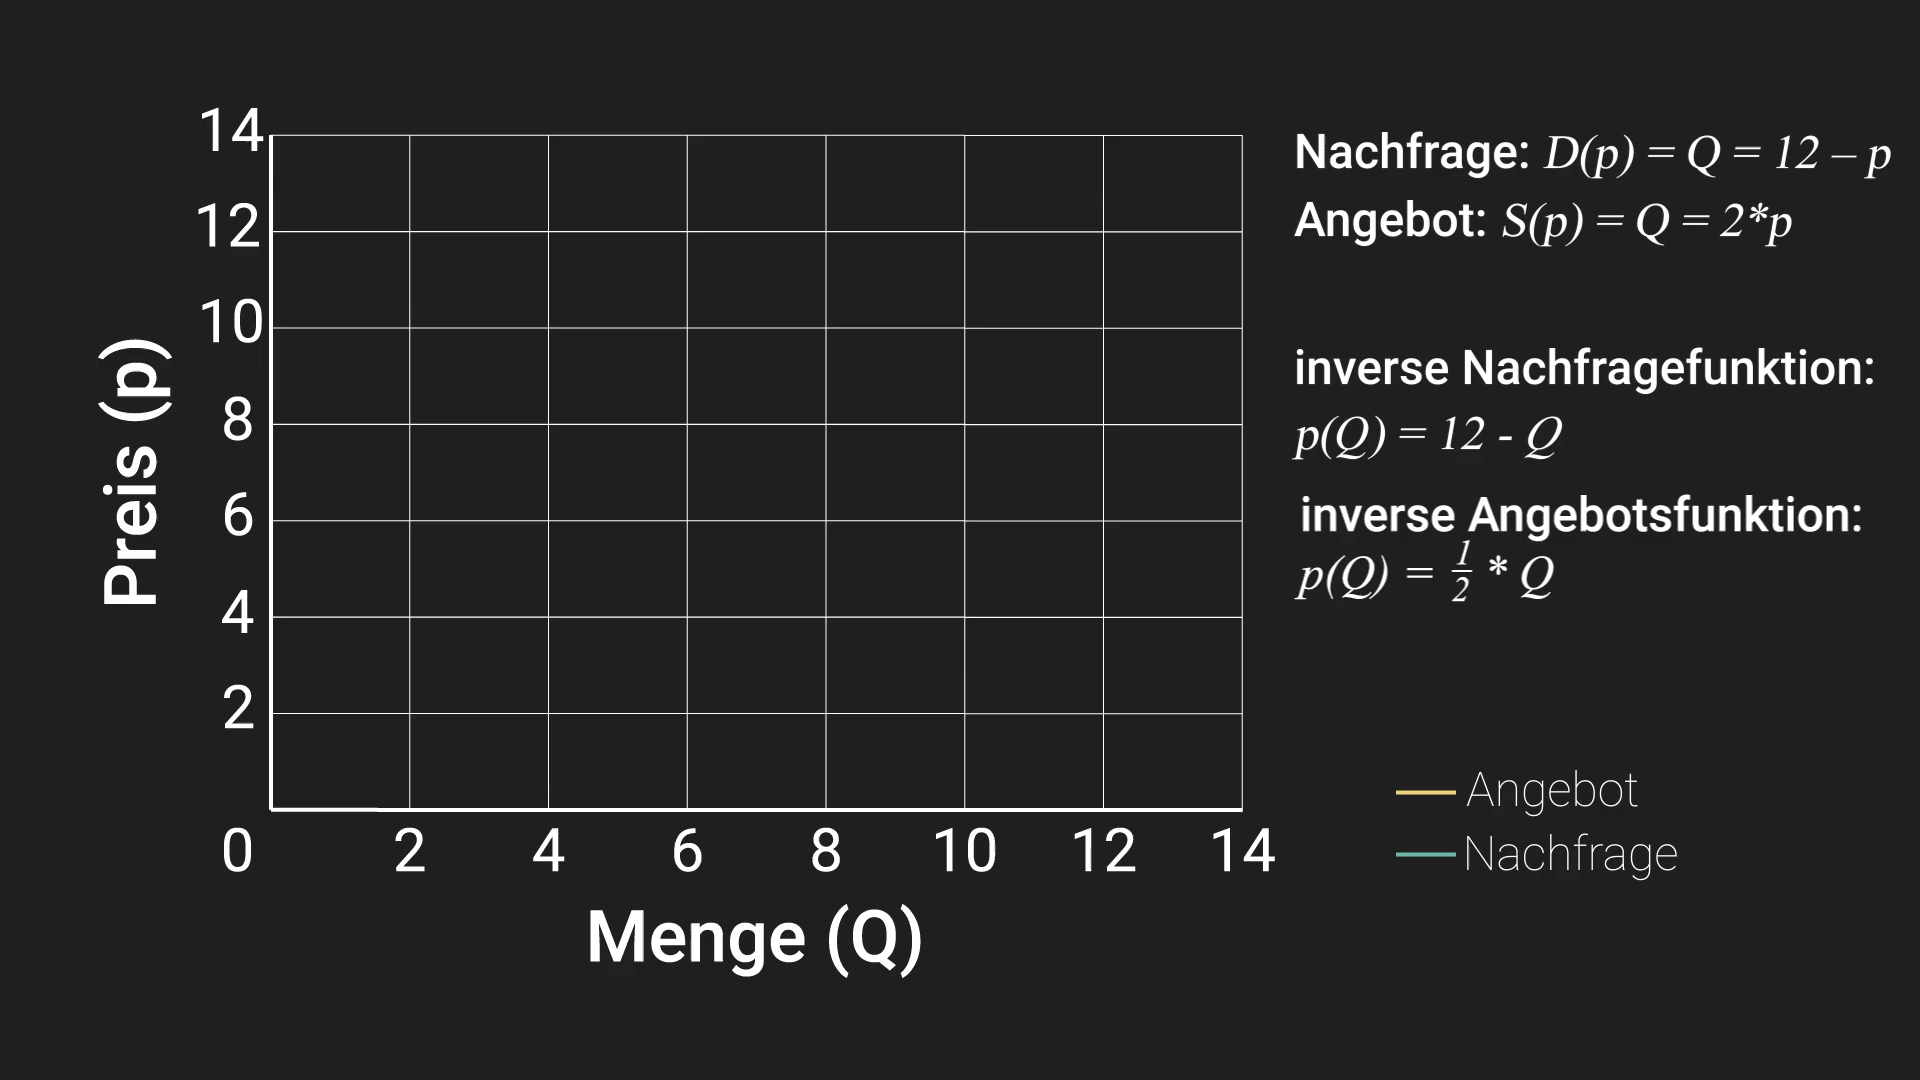 14
12
10
8
6
4
2
0 2 4 6 8 10 12 14
Preis (p)
Menge (Q)
Nachfrage: D(p) = Q = 12 – p
Angebot: S(p) = Q = 2*p
inverse Nachfragefunktion:
p(Q) = 12 - Q
inverse Angebotsfunktion:
p(Q) = 1/2 * Q
Angebot
Nachfrage